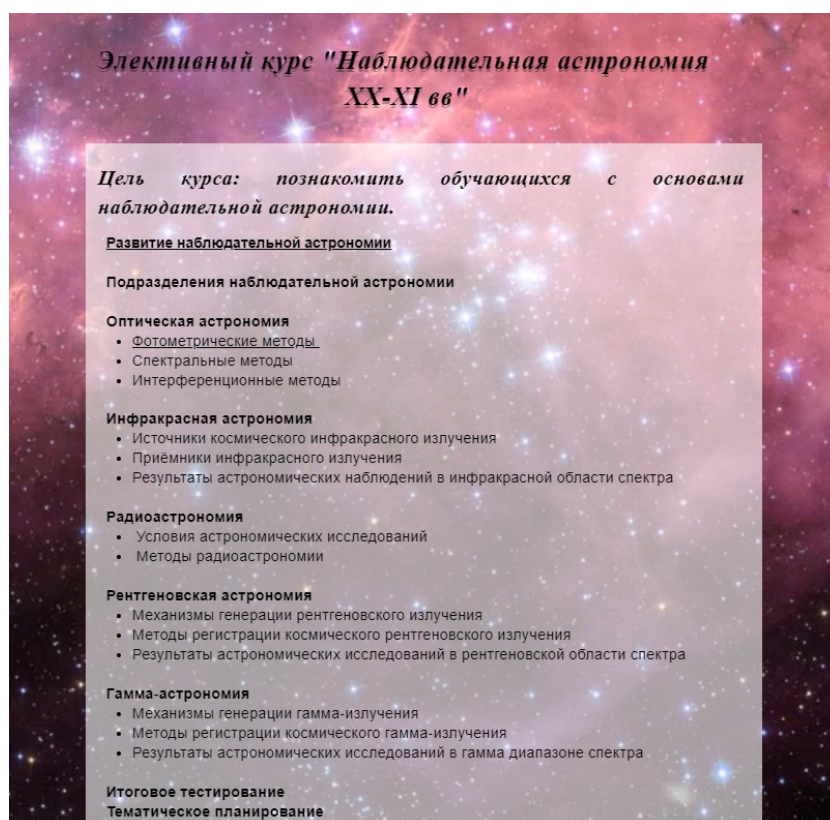 Элективный курс "Наблюдательная астрономия
XX-XI вв"
Цель курса: познакомить обучающихся с основами
наблюдательной астрономии.
Развитие наблюдательной астрономии
Подразделения наблюдательной астрономии
Оптическая астрономия
• Фотометрические методы
• Спектральные методы
• Интерференционные методы
Инфракрасная астрономия
• Источники космического инфракрасного излучения
• Приёмники инфракрасного излучения
• Результаты астрономических наблюдений в инфракрасной области спектра
Радиоастрономия
• Условия астрономических исследований
• Методы радиоастрономии
Рентгеновская астрономия
• Механизмы генерации рентгеновского излучения
• Методы регистрации космического рентгеновского излучения
• Результаты астрономических исследований в рентгеновской области спектра
Гамма-астрономия
• Механизмы генерации гамма-излучения
• Методы регистрации космического гамма-излучения
• Результаты астрономических исследований в гамма диапазоне спектра
Итоговое тестирование
Тематическое планирование